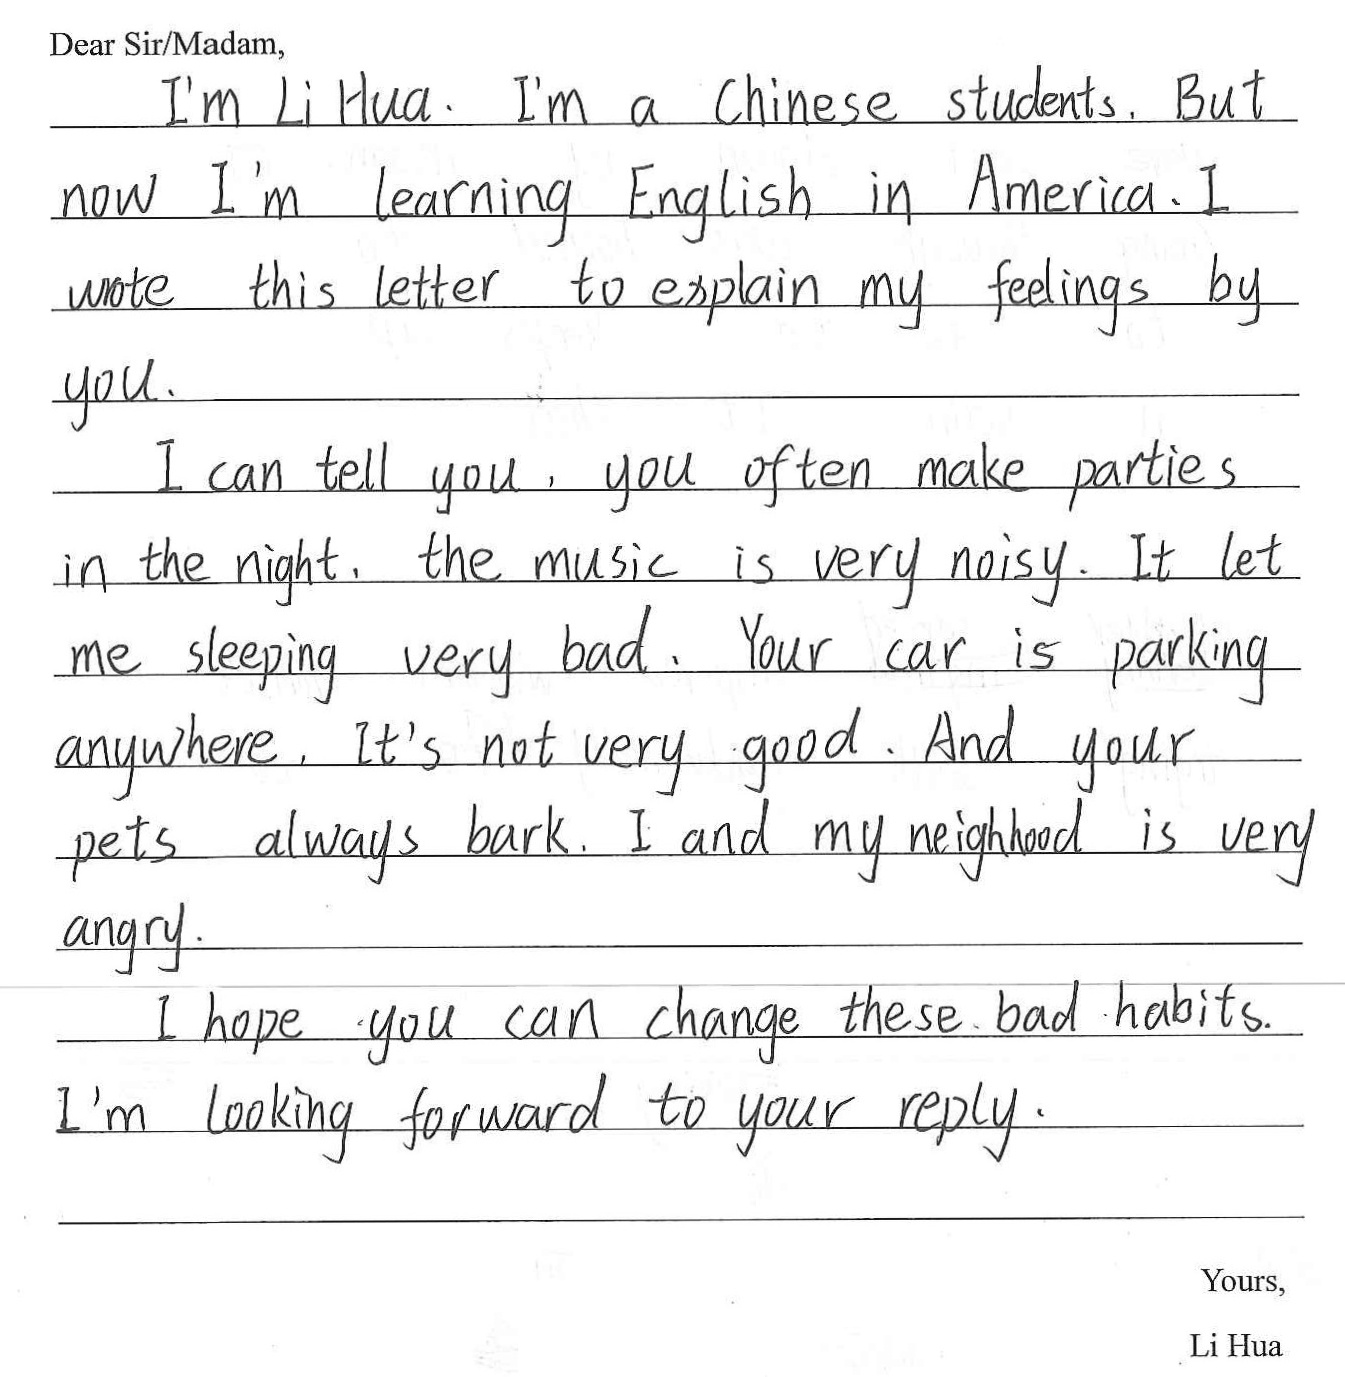 Dear Sir/Madam,
I'm Li Hua. I'm a Chinese students. But
now I'm learning English in America. I
wrote this letter to explain my feelings by
you.
I can tell you, you often make parties
in the night, the music is very noisy. It let
me sleeping very bad. Your car is parking
anywhere, It's not very good. And your
pets always bark. I and my neighhood is very
angry.
I hope you can change these bad habits.
I'm looking forward to your reply.
Yours,
Li Hua